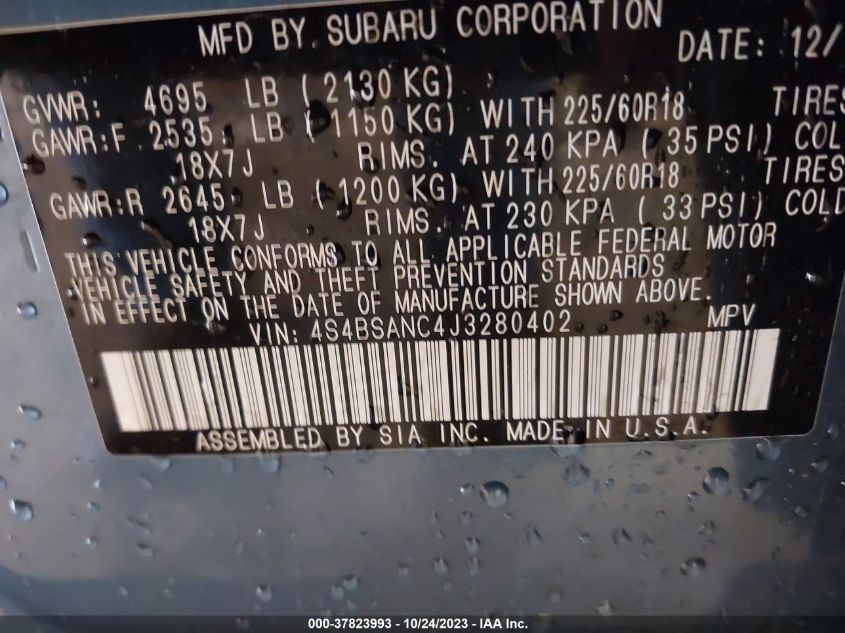 MFD BY SUBARU CORPORATION
DATE: 12/
GVWR: 4695 LB ( 2130 KG)
GAWR:F 2535 LB ( 1150 KG) WITH 225/60R18 TIRES
18X7J RIMS. AT 240 KPA ( 35 PSI) COL
GAWR:R 2645 LB ( 1200 KG) WITH 225/60R18 TIRES
18X7J RIMS. AT 230 KPA ( 33 PSI) COLD
THIS VEHICLE CONFORMS TO ALL APPLICABLE FEDERAL MOTOR
VEHICLE SAFETY AND THEFT PREVENTION STANDARDS
IN EFFECT ON THE DATE OF MANUFACTURE SHOWN ABOVE.
VIN: 4S4BSANC4J3280402 MPV
ASSEMBLED BY SIA INC. MADE IN U.S.A.
000-37823993 - 10/24/2023 - IAA Inc.